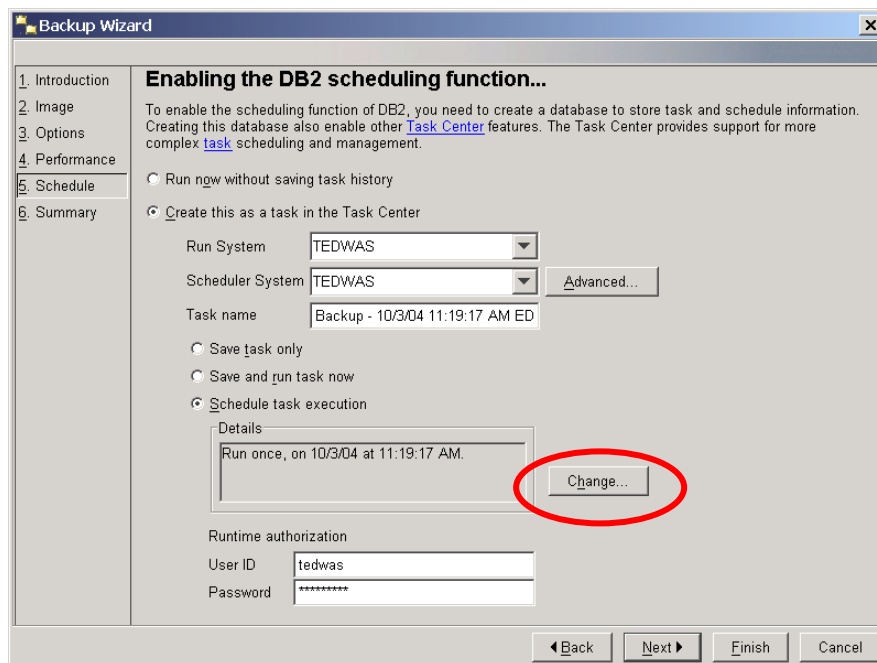 Backup Wizard
1. Introduction
2. Image
3. Options
4. Performance
5. Schedule
6. Summary
Enabling the DB2 scheduling function...
To enable the scheduling function of DB2, you need to create a database to store task and schedule information.
Creating this database also enable other Task Center features. The Task Center provides support for more
complex task scheduling and management.
Run now without saving task history
Create this as a task in the Task Center
Run System TEDWAS
Scheduler System TEDWAS Advanced...
Task name Backup - 10/3/04 11:19:17 AM ED
Save task only
Save and run task now
Schedule task execution
Details
Run once, on 10/3/04 at 11:19:17 AM.
Change...
Runtime authorization
User ID tedwas
Password *********
Back Next Finish Cancel